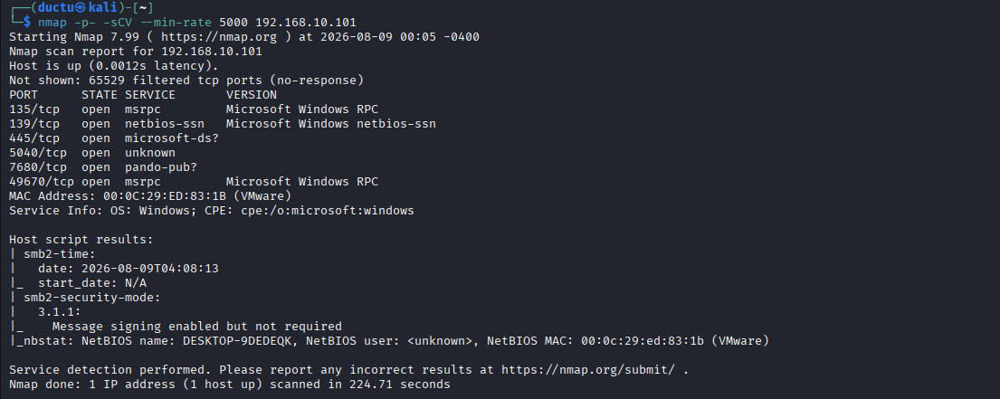 ┌──(ductu㉿kali)-[~]
└─$ nmap -p- -sCV --min-rate 5000 192.168.10.101
Starting Nmap 7.99 ( https://nmap.org ) at 2026-08-09 00:05 -0400
Nmap scan report for 192.168.10.101
Host is up (0.0012s latency).
Not shown: 65529 filtered tcp ports (no-response)
PORT      STATE SERVICE       VERSION
135/tcp   open  msrpc         Microsoft Windows RPC
139/tcp   open  netbios-ssn   Microsoft Windows netbios-ssn
445/tcp   open  microsoft-ds?
5040/tcp  open  unknown
7680/tcp  open  pando-pub?
49670/tcp open  msrpc         Microsoft Windows RPC
MAC Address: 00:0C:29:ED:83:1B (VMware)
Service Info: OS: Windows; CPE: cpe:/o:microsoft:windows

Host script results:
| smb2-time:
|   date: 2026-08-09T04:08:13
|_  start_date: N/A
| smb2-security-mode:
|   3.1.1:
|_    Message signing enabled but not required
|_nbstat: NetBIOS name: DESKTOP-9DEDEQK, NetBIOS user: <unknown>, NetBIOS MAC: 00:0c:29:ed:83:1b (VMware)

Service detection performed. Please report any incorrect results at https://nmap.org/submit/ .
Nmap done: 1 IP address (1 host up) scanned in 224.71 seconds